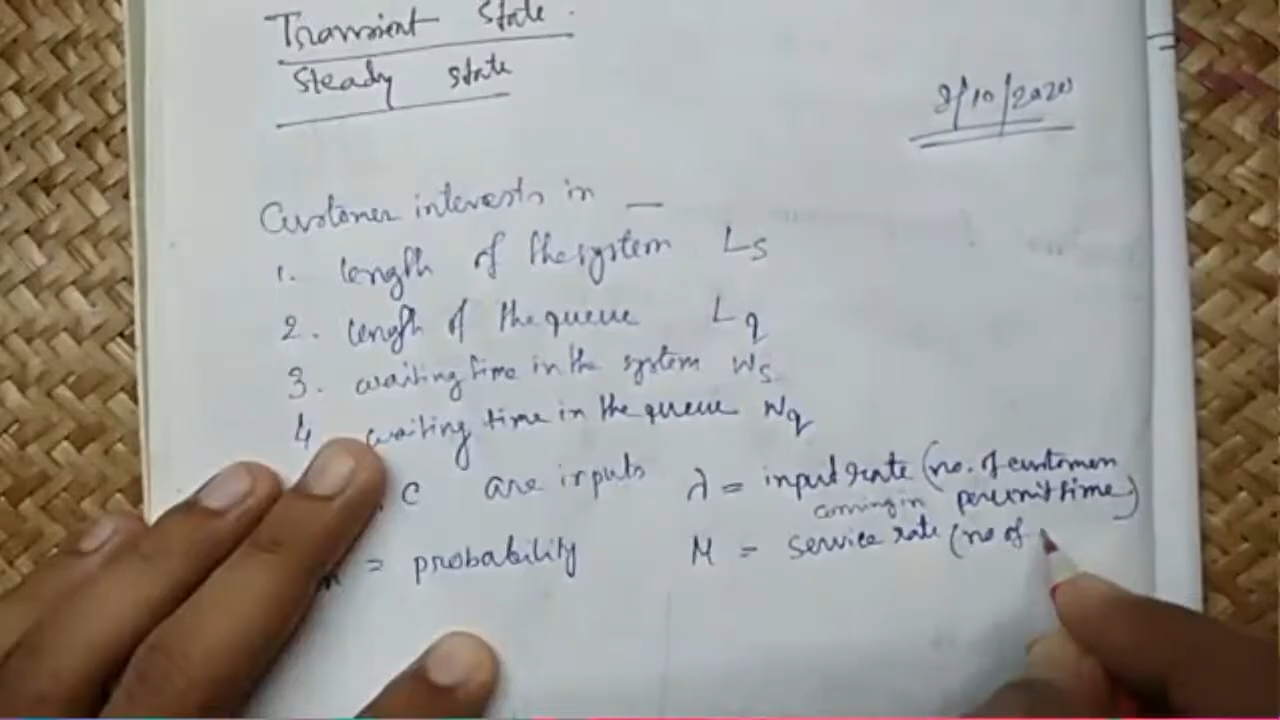 Transient state.
Steady state
9/10/2020
Customer interests in —
1. length of the system Ls
2. length of the queue Lq
3. waiting time in the system Ws
4 waiting time in the queue Wq
, c are inputs λ = input rate (no. of customers
coming in per unit time)
n = probability M = service rate (no of